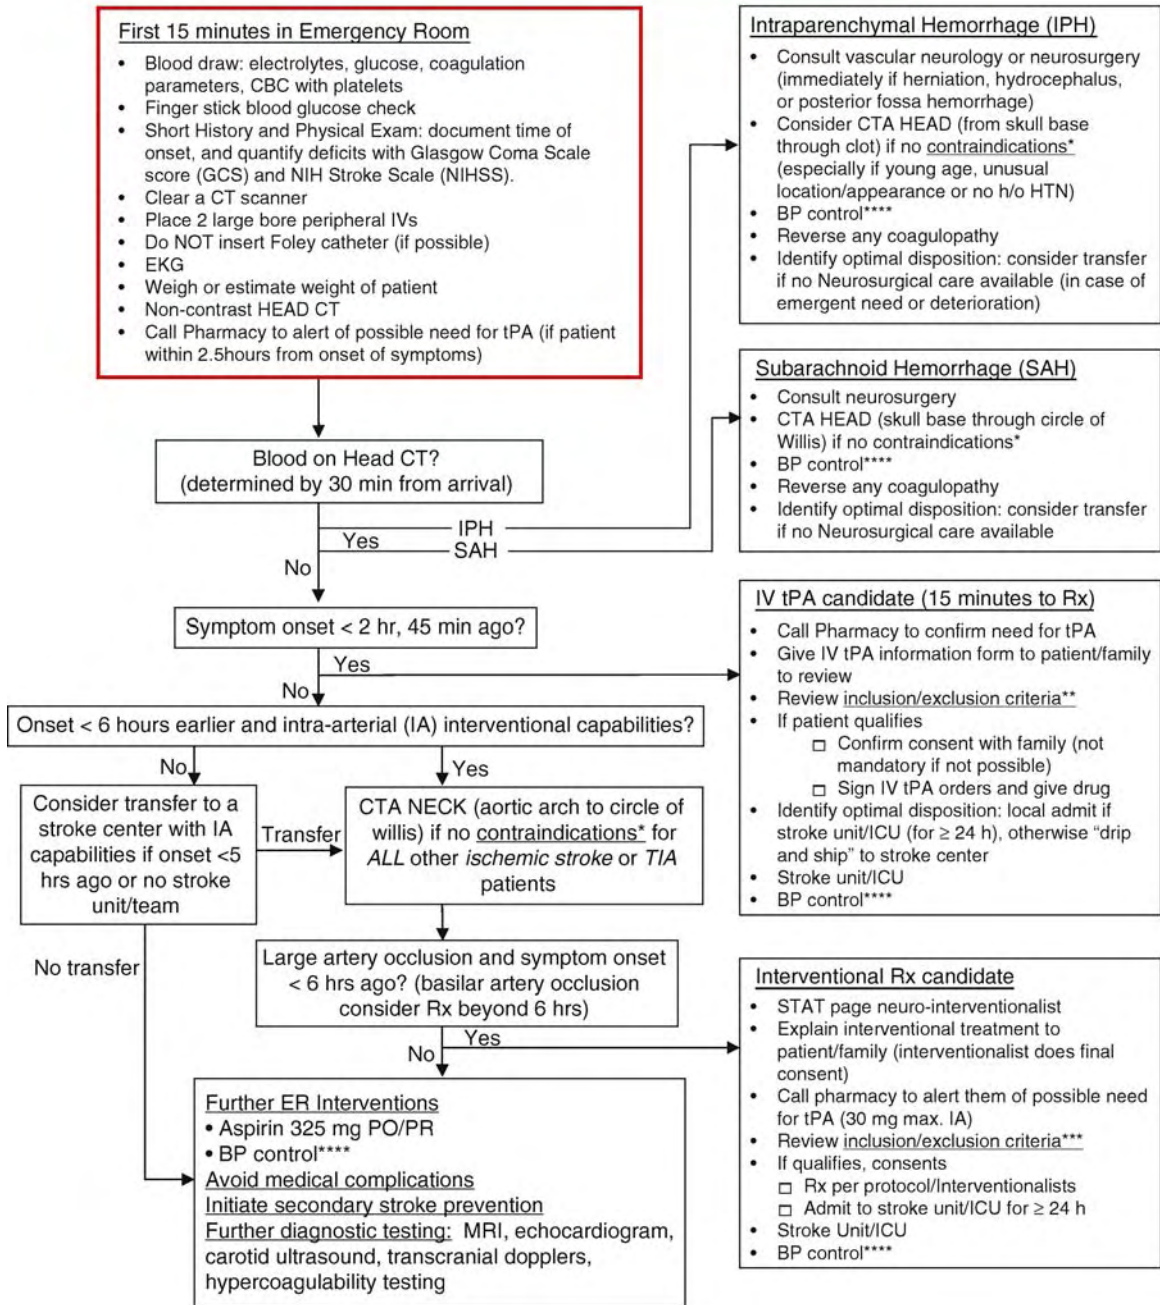 First 15 minutes in Emergency Room
• Blood draw: electrolytes, glucose, coagulation
parameters, CBC with platelets
• Finger stick blood glucose check
• Short History and Physical Exam: document time of
onset, and quantify deficits with Glasgow Coma Scale
score (GCS) and NIH Stroke Scale (NIHSS).
• Clear a CT scanner
• Place 2 large bore peripheral IVs
• Do NOT insert Foley catheter (if possible)
• EKG
• Weigh or estimate weight of patient
• Non-contrast HEAD CT
• Call Pharmacy to alert of possible need for tPA (if patient
within 2.5hours from onset of symptoms)
Blood on Head CT?
(determined by 30 min from arrival)
IPH
Yes
SAH
No
Symptom onset < 2 hr, 45 min ago?
Yes
No
Onset < 6 hours earlier and intra-arterial (IA) interventional capabilities?
No
Yes
Consider transfer to a
stroke center with IA
capabilities if onset <5
hrs ago or no stroke
unit/team
Transfer
CTA NECK (aortic arch to circle of
willis) if no contraindications* for
ALL other ischemic stroke or TIA
patients
No transfer
Large artery occlusion and symptom onset
< 6 hrs ago? (basilar artery occlusion
consider Rx beyond 6 hrs)
Yes
No
Further ER Interventions
• Aspirin 325 mg PO/PR
• BP control****
Avoid medical complications
Initiate secondary stroke prevention
Further diagnostic testing: MRI, echocardiogram,
carotid ultrasound, transcranial dopplers,
hypercoagulability testing
Intraparenchymal Hemorrhage (IPH)
• Consult vascular neurology or neurosurgery
(immediately if herniation, hydrocephalus,
or posterior fossa hemorrhage)
• Consider CTA HEAD (from skull base
through clot) if no contraindications*
(especially if young age, unusual
location/appearance or no h/o HTN)
• BP control****
• Reverse any coagulopathy
• Identify optimal disposition: consider transfer
if no Neurosurgical care available (in case of
emergent need or deterioration)
Subarachnoid Hemorrhage (SAH)
• Consult neurosurgery
• CTA HEAD (skull base through circle of
Willis) if no contraindications*
• BP control****
• Reverse any coagulopathy
• Identify optimal disposition: consider transfer
if no Neurosurgical care available
IV tPA candidate (15 minutes to Rx)
• Call Pharmacy to confirm need for tPA
• Give IV tPA information form to patient/family
to review
• Review inclusion/exclusion criteria**
• If patient qualifies
□ Confirm consent with family (not
mandatory if not possible)
□ Sign IV tPA orders and give drug
• Identify optimal disposition: local admit if
stroke unit/ICU (for ≥ 24 h), otherwise “drip
and ship” to stroke center
• Stroke unit/ICU
• BP control****
Interventional Rx candidate
• STAT page neuro-interventionalist
• Explain interventional treatment to
patient/family (interventionalist does final
consent)
• Call pharmacy to alert them of possible need
for tPA (30 mg max. IA)
• Review inclusion/exclusion criteria***
• If qualifies, consents
□ Rx per protocol/Interventionalists
□ Admit to stroke unit/ICU for ≥ 24 h
• Stroke Unit/ICU
• BP control****